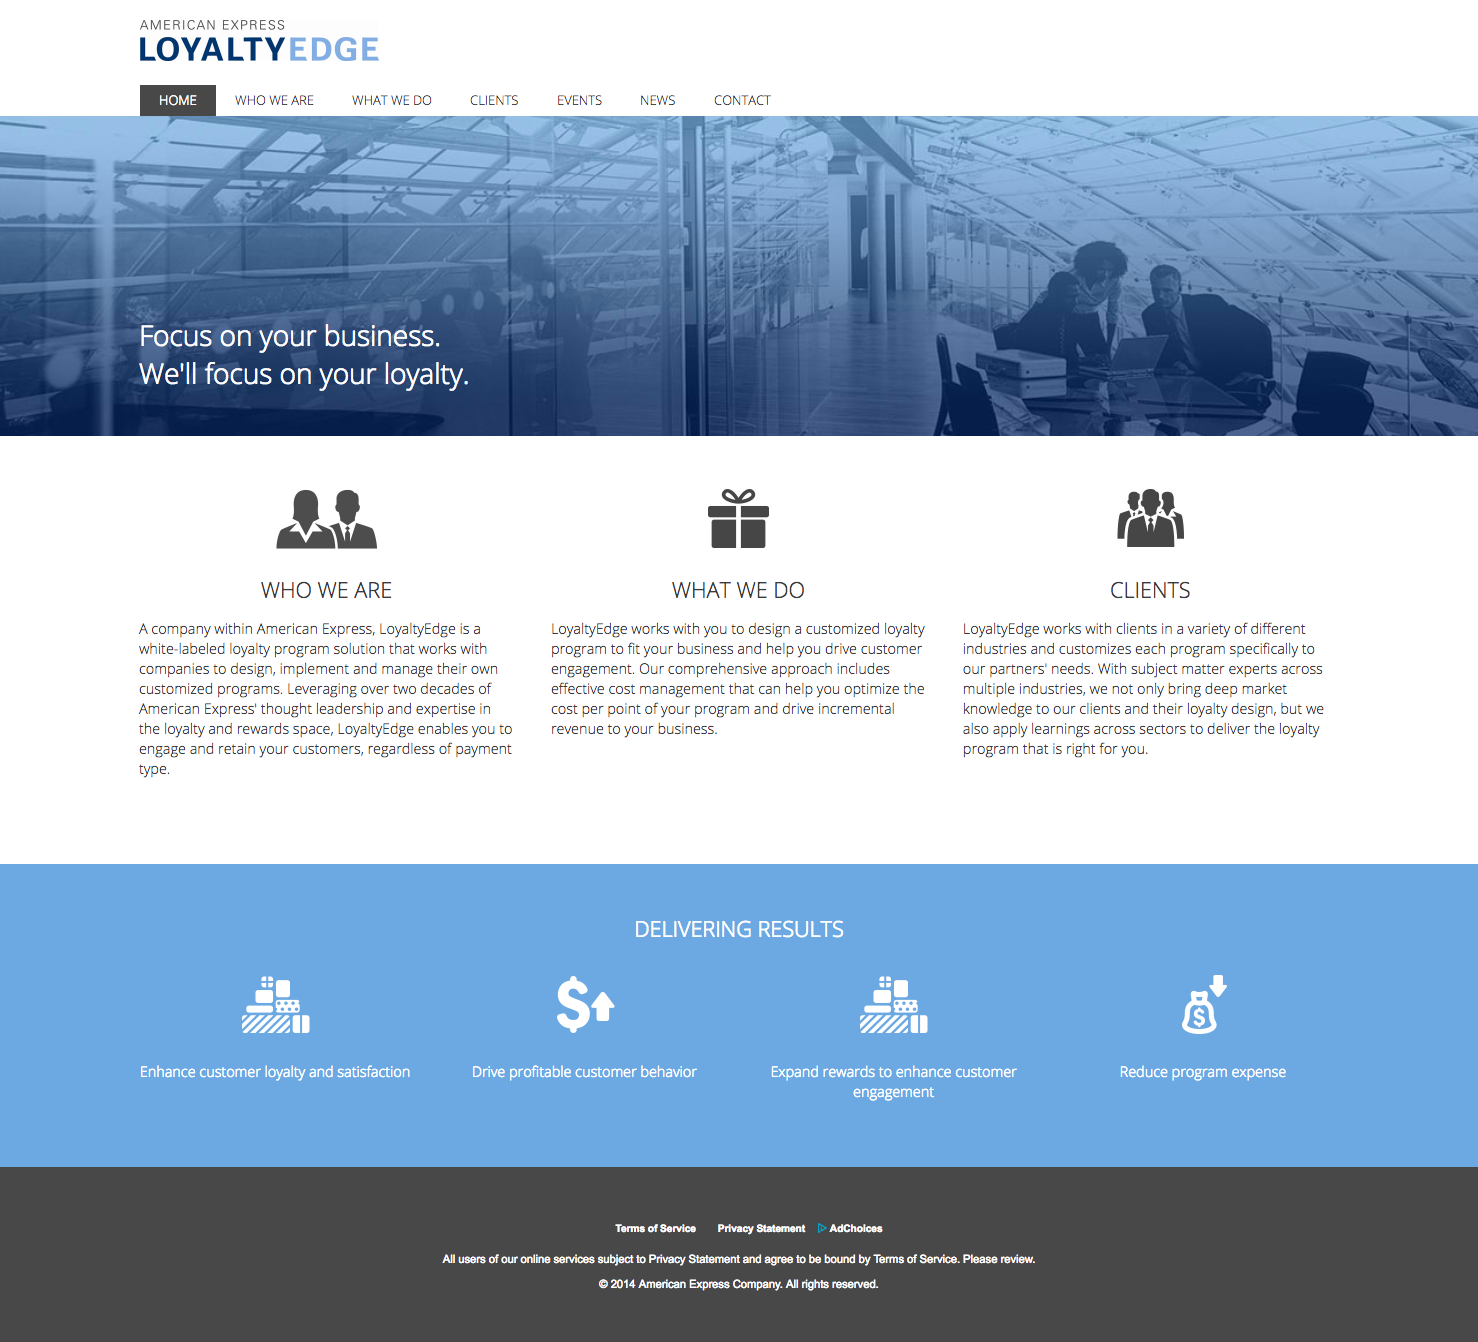 AMERICAN EXPRESS
LOYALTYEDGE
HOME WHO WE ARE WHAT WE DO CLIENTS EVENTS NEWS CONTACT
Focus on your business.
We'll focus on your loyalty.
WHO WE ARE
A company within American Express, LoyaltyEdge is a
white-labeled loyalty program solution that works with
companies to design, implement and manage their own
customized programs. Leveraging over two decades of
American Express' thought leadership and expertise in
the loyalty and rewards space, LoyaltyEdge enables you to
engage and retain your customers, regardless of payment
type.
WHAT WE DO
LoyaltyEdge works with you to design a customized loyalty
program to fit your business and help you drive customer
engagement. Our comprehensive approach includes
effective cost management that can help you optimize the
cost per point of your program and drive incremental
revenue to your business.
CLIENTS
LoyaltyEdge works with clients in a variety of different
industries and customizes each program specifically to
our partners' needs. With subject matter experts across
multiple industries, we not only bring deep market
knowledge to our clients and their loyalty design, but we
also apply learnings across sectors to deliver the loyalty
program that is right for you.
DELIVERING RESULTS
Enhance customer loyalty and satisfaction
Drive profitable customer behavior
Expand rewards to enhance customer
engagement
Reduce program expense
Terms of Service Privacy Statement AdChoices
All users of our online services subject to Privacy Statement and agree to be bound by Terms of Service. Please review.
© 2014 American Express Company. All rights reserved.